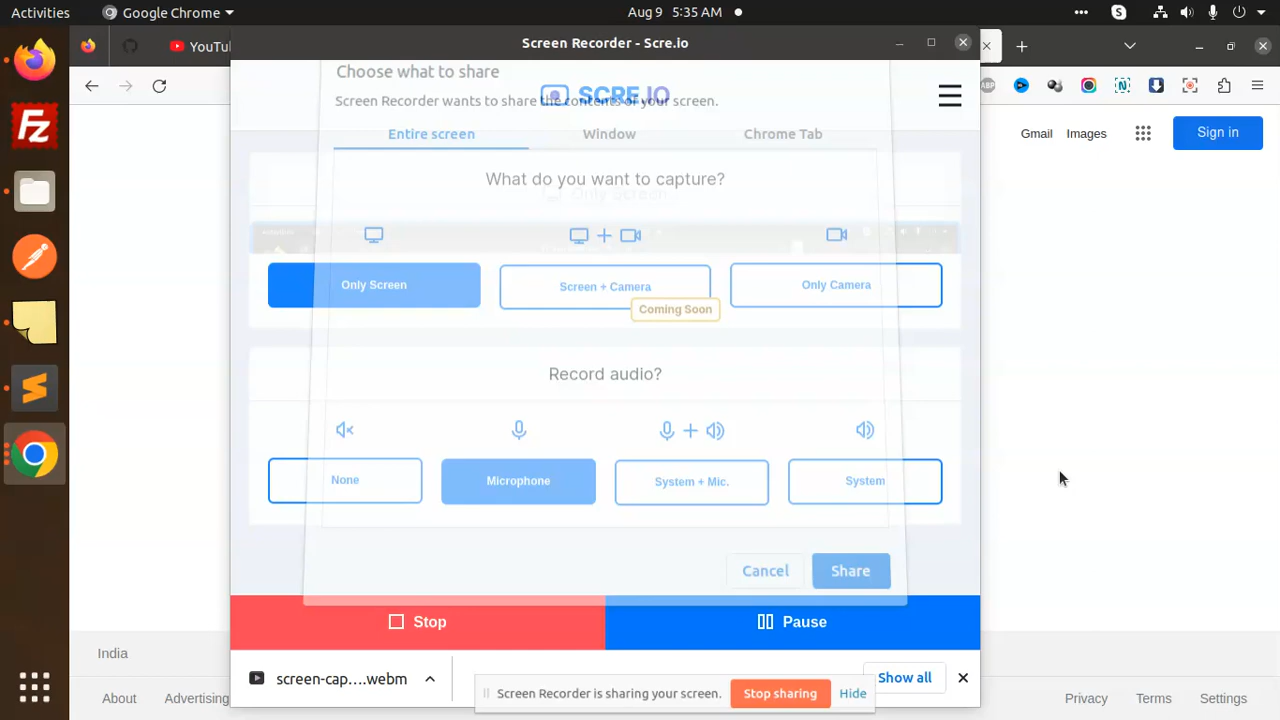 Activities
Google Chrome
Aug 9 5:35 AM
Screen Recorder - Scre.io
YouTu
ABP
Choose what to share
SCRE.IO
Screen Recorder wants to share the contents of your screen.
Gmail
Images
Sign in
Entire screen
Window
Chrome Tab
What do you want to capture?
Only Screen
Only Screen
Screen + Camera
Only Camera
Coming Soon
Record audio?
None
Microphone
System + Mic.
System
Cancel
Share
Stop
Pause
India
screen-cap....webm
Show all
Screen Recorder is sharing your screen.
Stop sharing
Hide
About
Advertising
Privacy
Terms
Settings